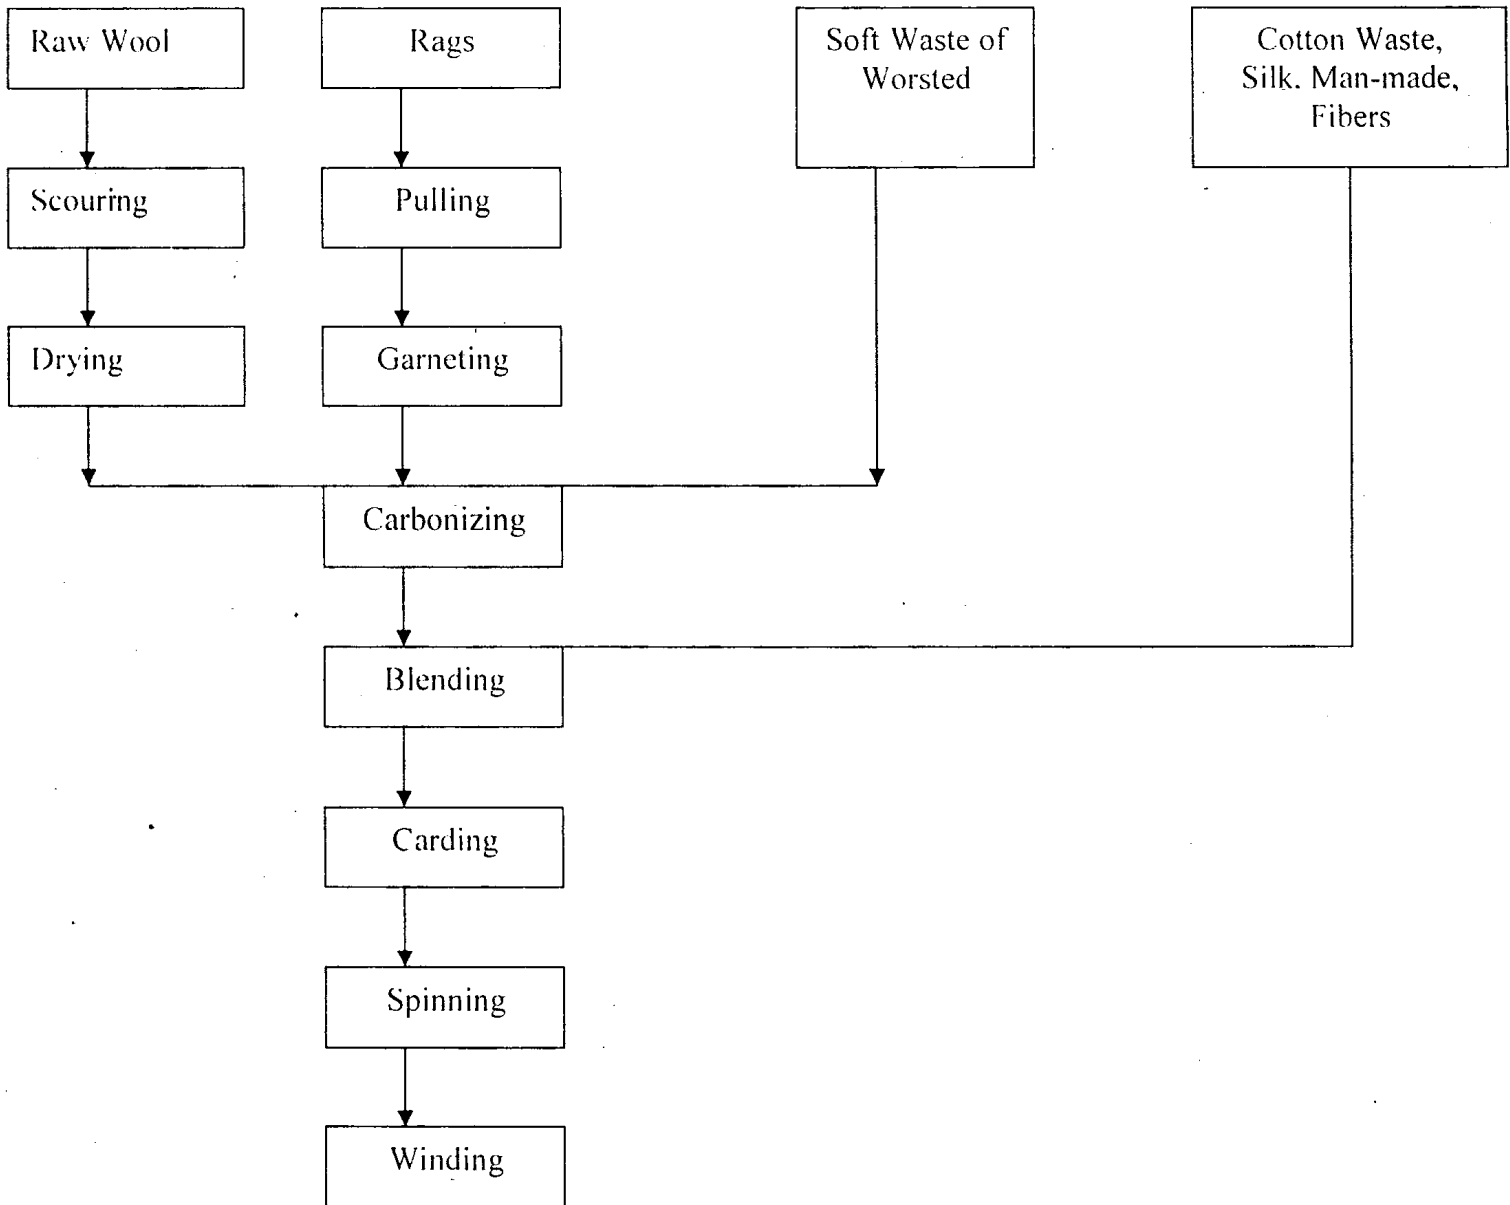 Raw Wool
Rags
Soft Waste of
Worsted
Cotton Waste,
Silk. Man-made,
Fibers
Scouring
Pulling
Drying
Garneting
Carbonizing
Blending
Carding
Spinning
Winding